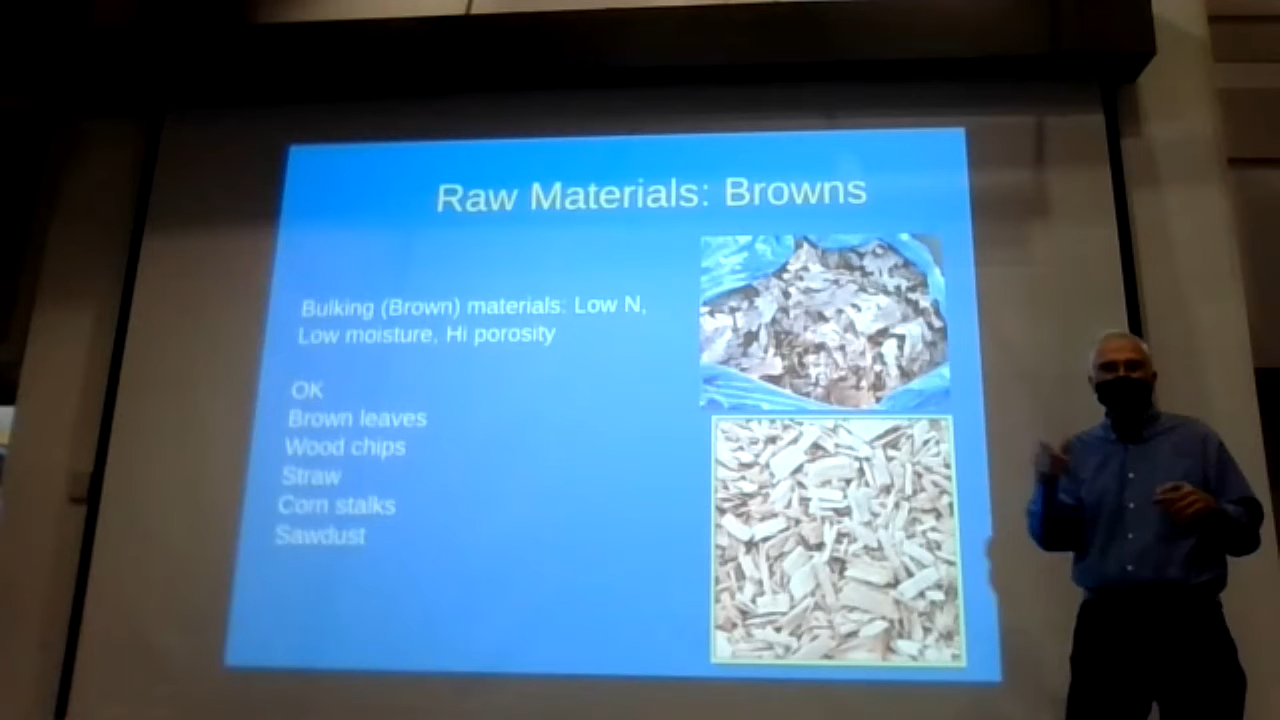 Raw Materials: Browns
Bulking (Brown) materials: Low N,
Low moisture, Hi porosity
OK
Brown leaves
Wood chips
Straw
Corn stalks
Sawdust